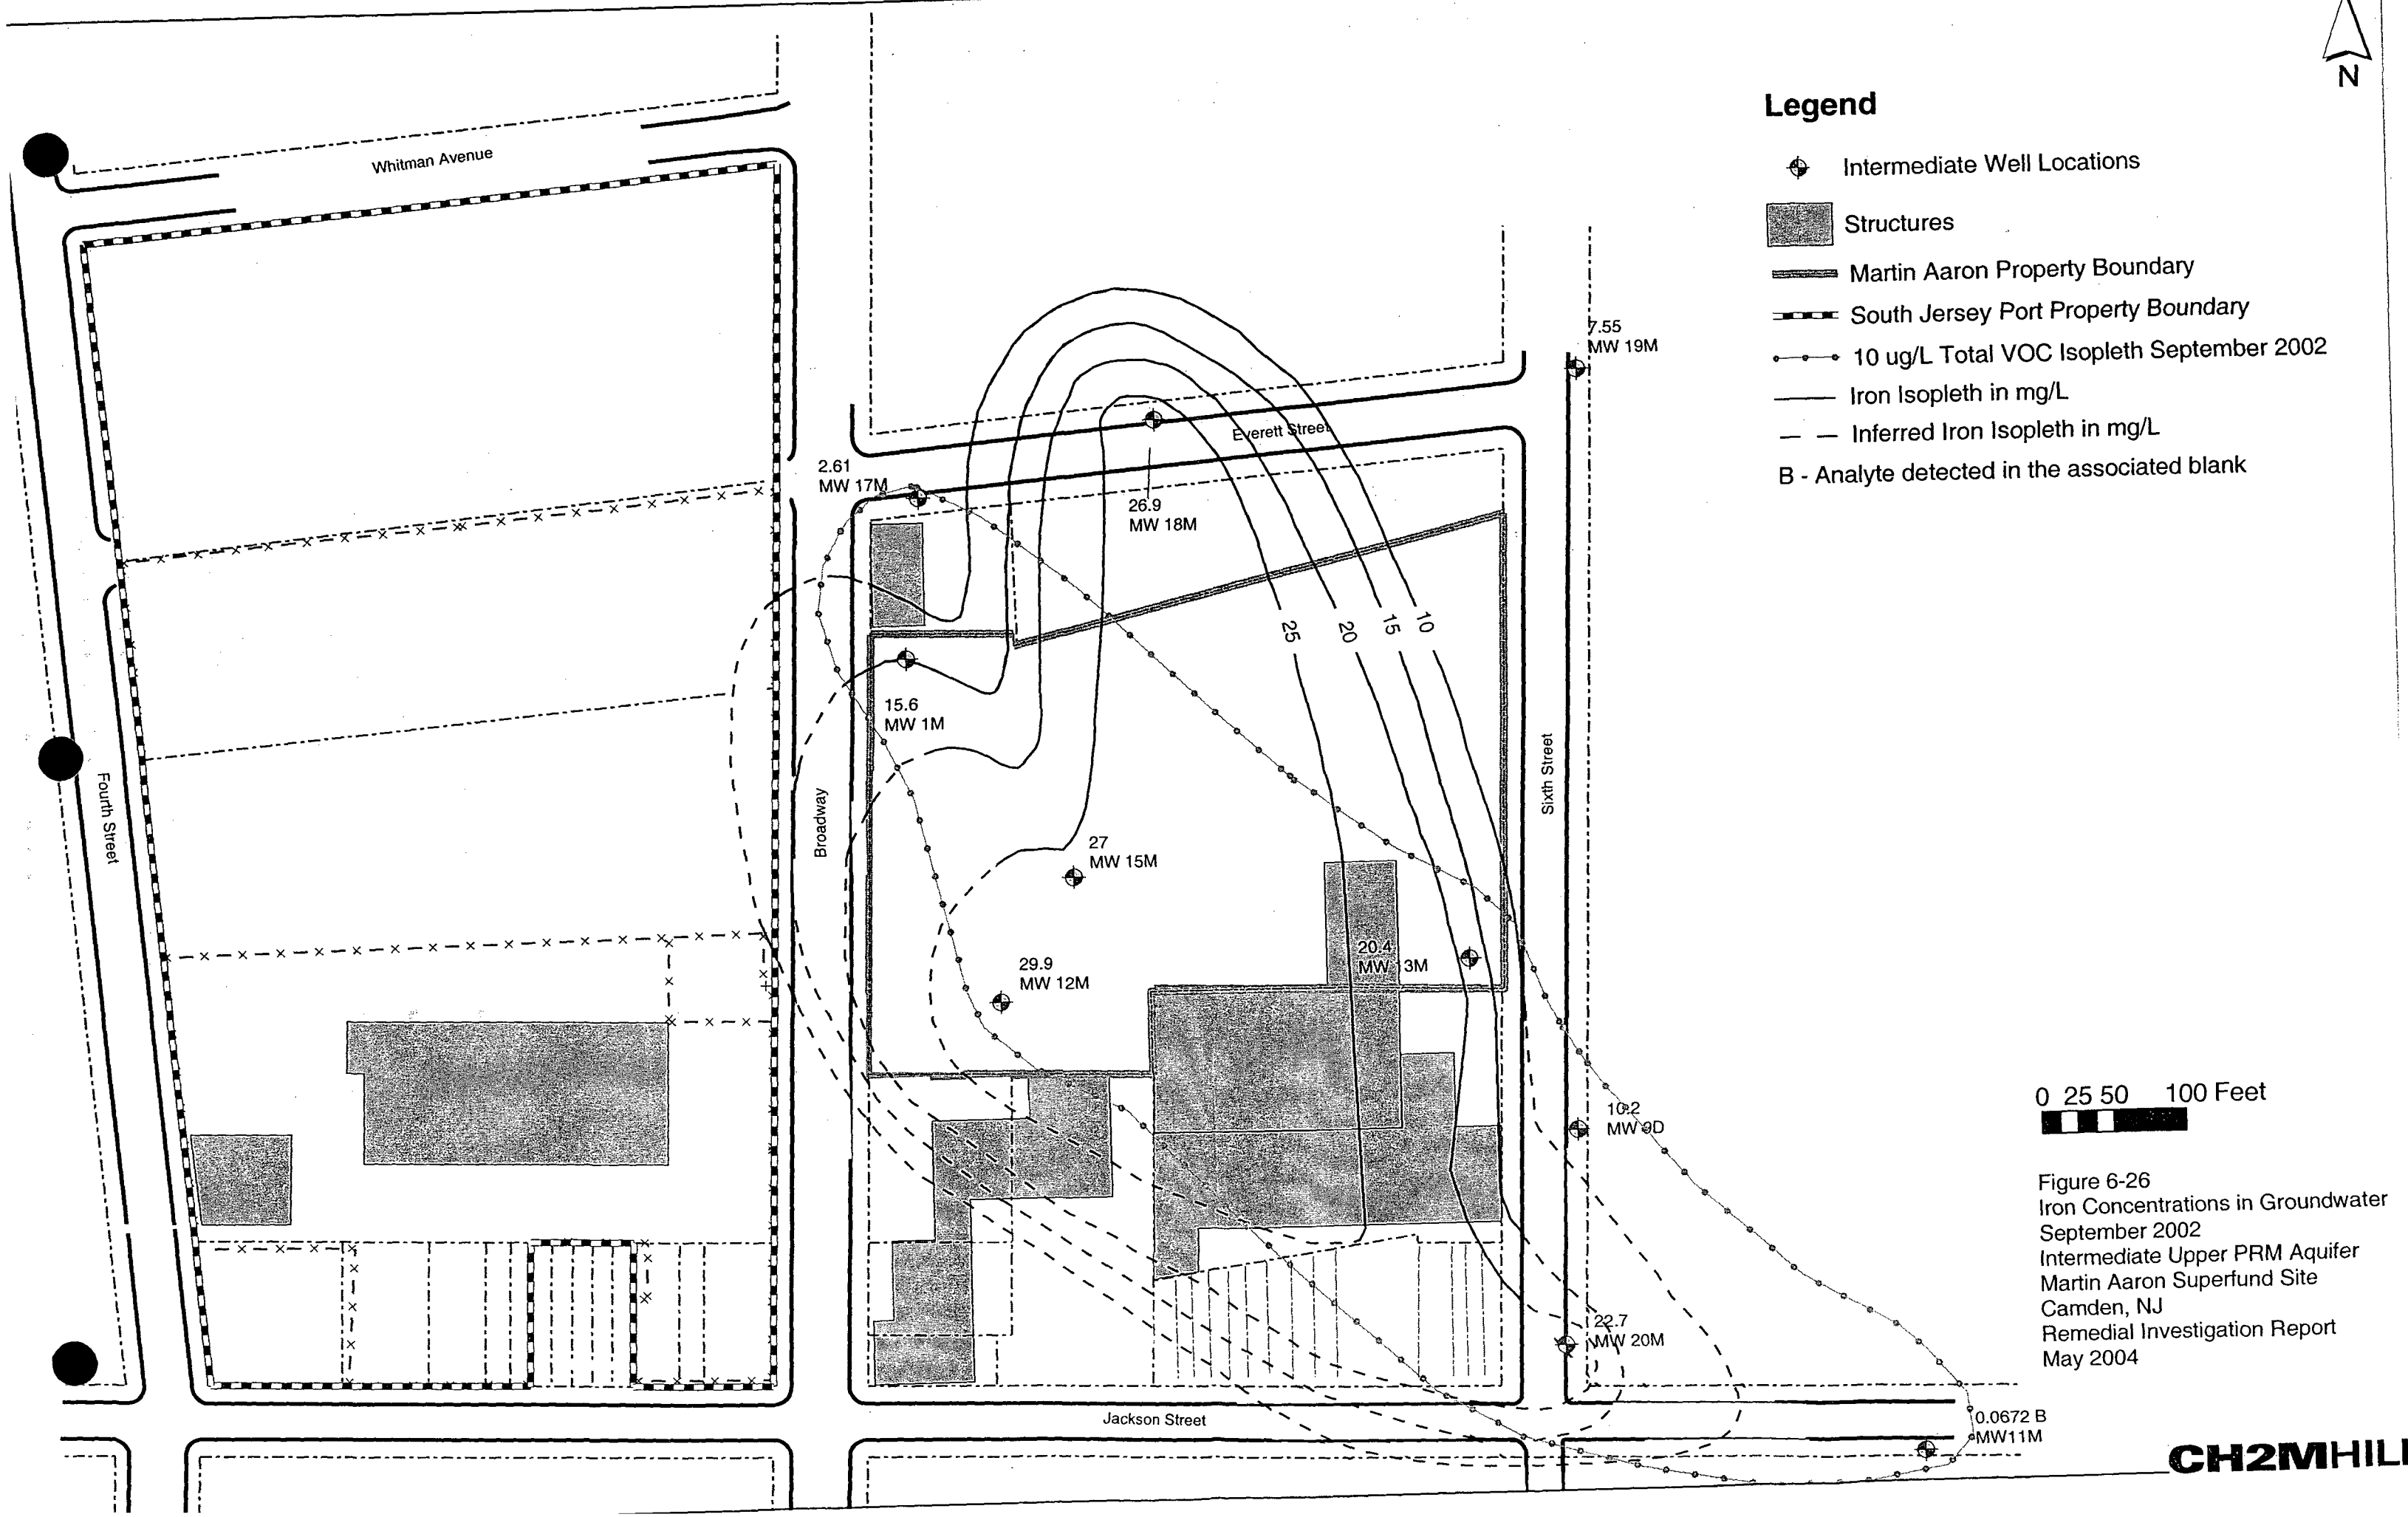 N
Legend
Intermediate Well Locations
Structures
Martin Aaron Property Boundary
South Jersey Port Property Boundary
10 ug/L Total VOC Isopleth September 2002
Iron Isopleth in mg/L
Inferred Iron Isopleth in mg/L
B - Analyte detected in the associated blank
Whitman Avenue
7.55
MW 19M
Everett Street
2.61
MW 17M
26.9
MW 18M
25
20
15
10
15.6
MW 1M
Fourth Street
Broadway
Sixth Street
27
MW 15M
20.4
MW 13M
29.9
MW 12M
10.2
MW 9D
22.7
MW 20M
Jackson Street
0.0672 B
MW11M
0 25 50 100 Feet
Figure 6-26
Iron Concentrations in Groundwater
September 2002
Intermediate Upper PRM Aquifer
Martin Aaron Superfund Site
Camden, NJ
Remedial Investigation Report
May 2004
CH2MHILL